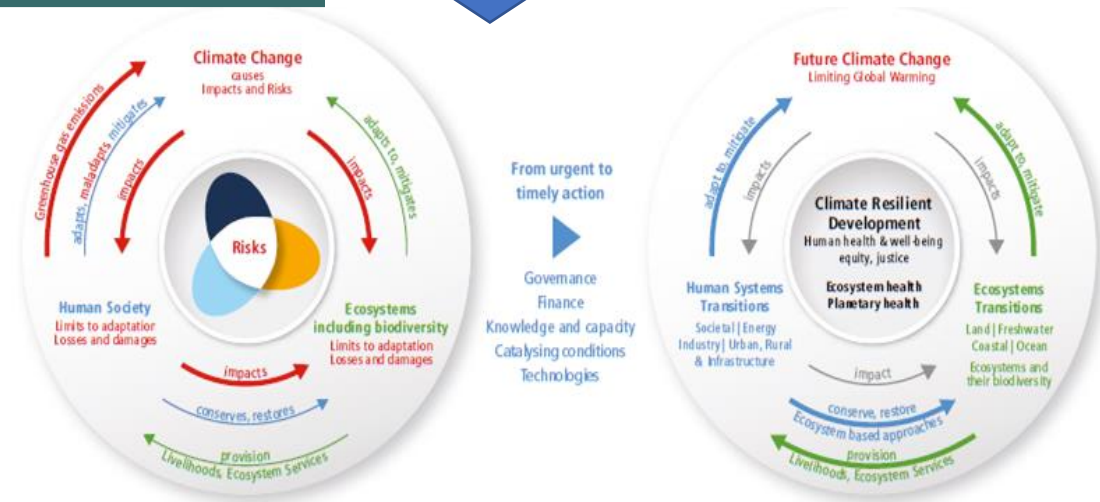 Climate Change
causes
Impacts and Risks
Greenhouse gas emissions
adapts, maladapts, mitigates
impacts
impacts
adapts to, mitigates
Risks
Human Society
Limits to adaptation
Losses and damages
Ecosystems
including biodiversity
Limits to adaptation
Losses and damages
impacts
conserves, restores
provision
Livelihoods, Ecosystem Services
From urgent to
timely action
Governance
Finance
Knowledge and capacity
Catalysing conditions
Technologies
Future Climate Change
Limiting Global Warming
adapt to, mitigate
impacts
impacts
adapt to, mitigate
Climate Resilient
Development
Human health & well-being
equity, justice
Ecosystem health
Planetary health
Human Systems
Transitions
Societal | Energy
Industry | Urban, Rural
& Infrastructure
Ecosystems
Transitions
Land | Freshwater
Coastal | Ocean
Ecosystems and
their biodiversity
impact
conserve, restore
Ecosystem based approaches
provision
Livelihoods, Ecosystem Services